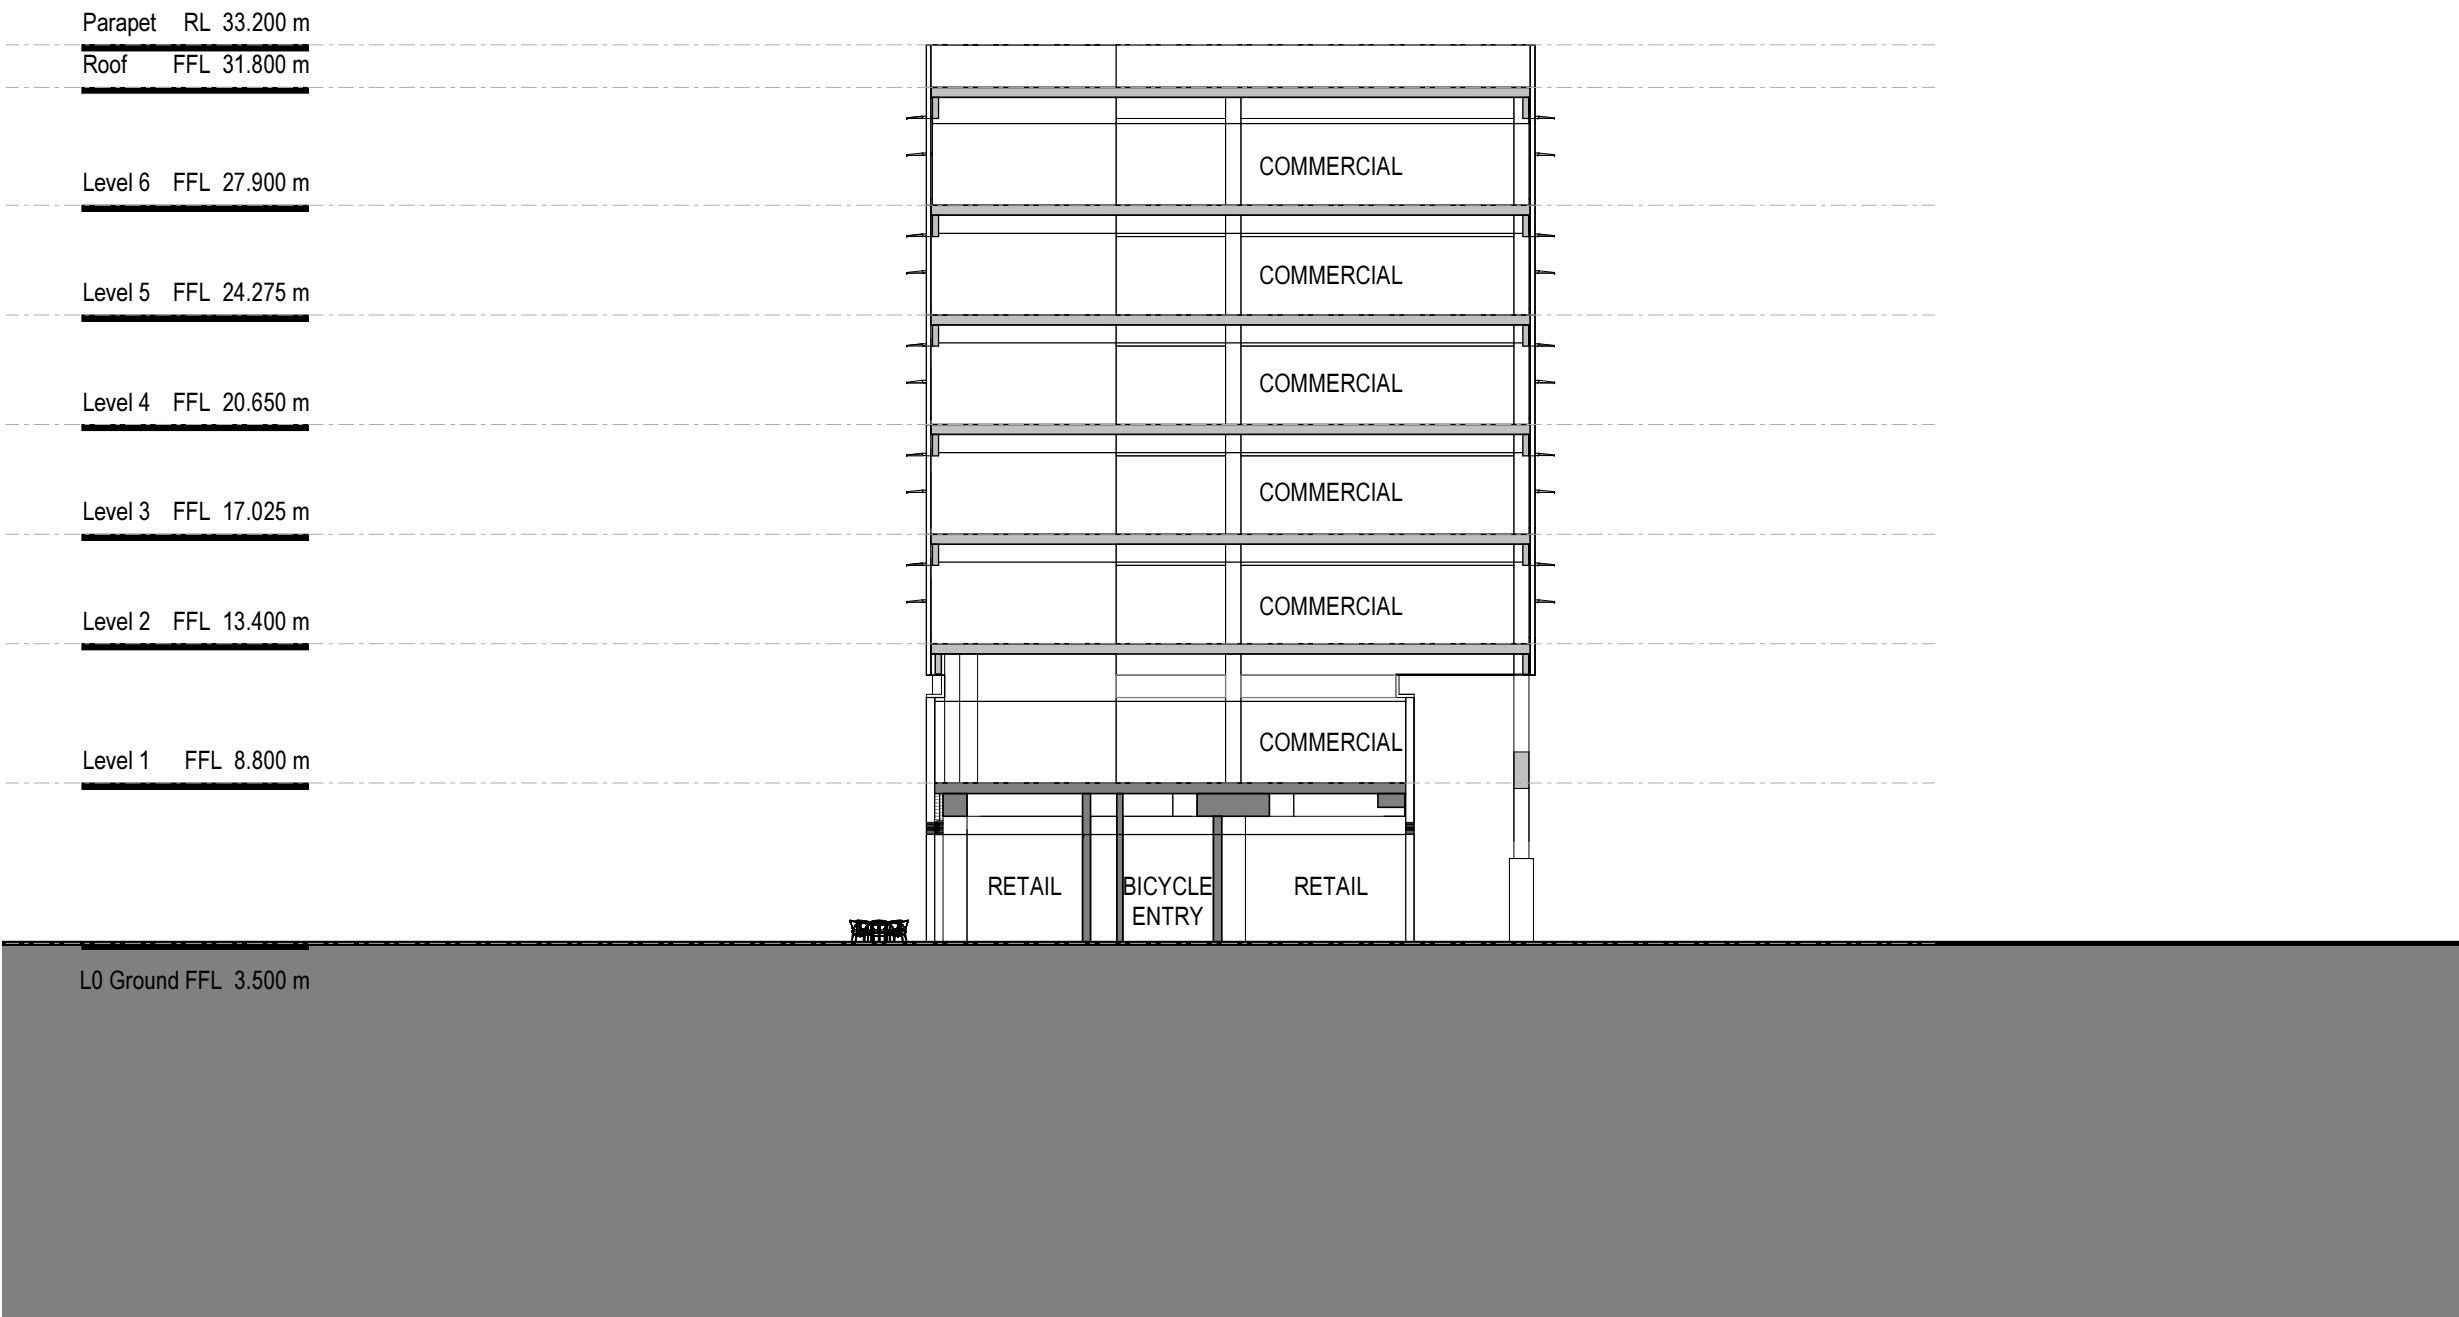 Parapet RL 33.200 m
Roof FFL 31.800 m
COMMERCIAL
Level 6 FFL 27.900 m
COMMERCIAL
Level 5 FFL 24.275 m
COMMERCIAL
Level 4 FFL 20.650 m
COMMERCIAL
Level 3 FFL 17.025 m
COMMERCIAL
Level 2 FFL 13.400 m
COMMERCIAL
Level 1 FFL 8.800 m
RETAIL
BICYCLE
ENTRY
RETAIL
L0 Ground FFL 3.500 m